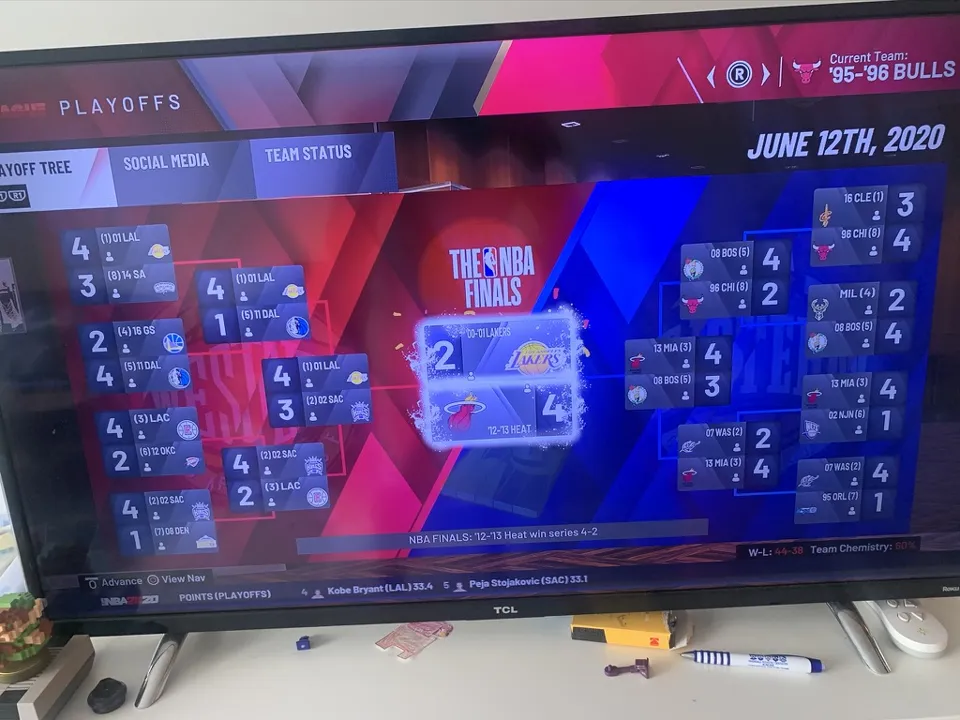 PLAYOFFS
R
Current Team:
'95-'96 BULLS
AYOFF TREE
SOCIAL MEDIA
TEAM STATUS
JUNE 12TH, 2020
4 (1) 01 LAL
3 (8) 14 SA
2 (4) 16 GS
4 (5) 11 DAL
4 (3) LAC
2 (6) 12 OKC
4 (2) 02 SAC
1 (7) 08 DEN
4 (1) 01 LAL
1 (5) 11 DAL
4 (2) 02 SAC
2 (3) LAC
4 (1) 01 LAL
3 (2) 02 SAC
THE NBA
FINALS
2 '00-'01 LAKERS
LAKERS
4
'12-'13 HEAT
13 MIA (3) 4
08 BOS (5) 3
08 BOS (5) 4
96 CHI (8) 2
07 WAS (2) 2
13 MIA (3) 4
16 CLE (1) 3
96 CHI (8) 4
MIL (4) 2
08 BOS (5) 4
13 MIA (3) 4
02 NJN (6) 1
07 WAS (2) 4
95 ORL (7) 1
WEST
NBA FINALS: '12-'13 Heat win series 4-2
W-L: 44-38 Team Chemistry: 50%
Advance View Nav
NBA 2K20
POINTS (PLAYOFFS)
4 Kobe Bryant (LAL) 33.4
5 Peja Stojakovic (SAC) 33.1
TCL
Roku
Kodak